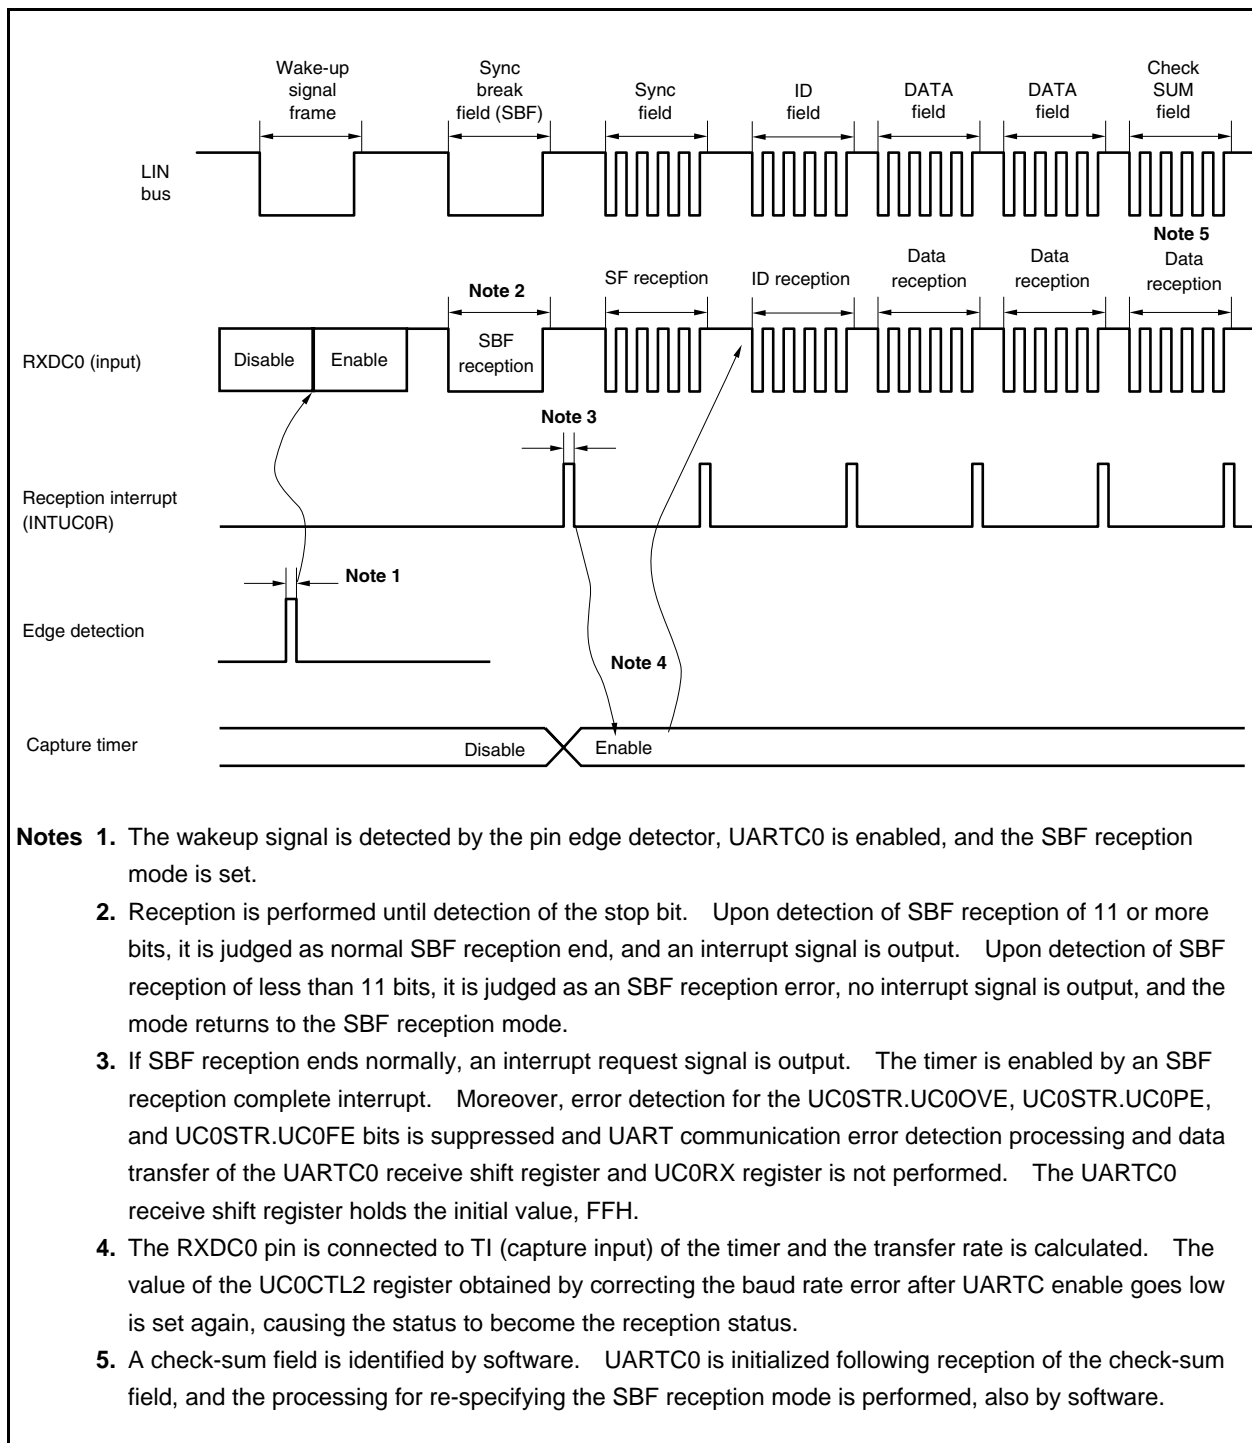 Wake-up
signal
frame
Sync
break
field (SBF)
Sync
field
ID
field
DATA
field
DATA
field
Check
SUM
field
LIN
bus
Note 5
Note 2
SF reception
ID reception
Data
reception
Data
reception
Data
reception
RXDC0 (input)
Disable
Enable
SBF
reception
Note 3
Reception interrupt
(INTUC0R)
Note 1
Edge detection
Note 4
Capture timer
Disable
Enable
Notes 1. The wakeup signal is detected by the pin edge detector, UARTC0 is enabled, and the SBF reception
mode is set.
2. Reception is performed until detection of the stop bit. Upon detection of SBF reception of 11 or more
bits, it is judged as normal SBF reception end, and an interrupt signal is output. Upon detection of SBF
reception of less than 11 bits, it is judged as an SBF reception error, no interrupt signal is output, and the
mode returns to the SBF reception mode.
3. If SBF reception ends normally, an interrupt request signal is output. The timer is enabled by an SBF
reception complete interrupt. Moreover, error detection for the UC0STR.UC0OVE, UC0STR.UC0PE,
and UC0STR.UC0FE bits is suppressed and UART communication error detection processing and data
transfer of the UARTC0 receive shift register and UC0RX register is not performed. The UARTC0
receive shift register holds the initial value, FFH.
4. The RXDC0 pin is connected to TI (capture input) of the timer and the transfer rate is calculated. The
value of the UC0CTL2 register obtained by correcting the baud rate error after UARTC enable goes low
is set again, causing the status to become the reception status.
5. A check-sum field is identified by software. UARTC0 is initialized following reception of the check-sum
field, and the processing for re-specifying the SBF reception mode is performed, also by software.